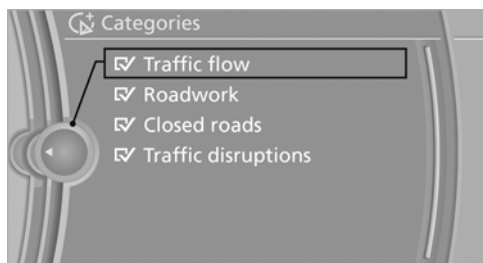 Categories
Traffic flow
Roadwork
Closed roads
Traffic disruptions